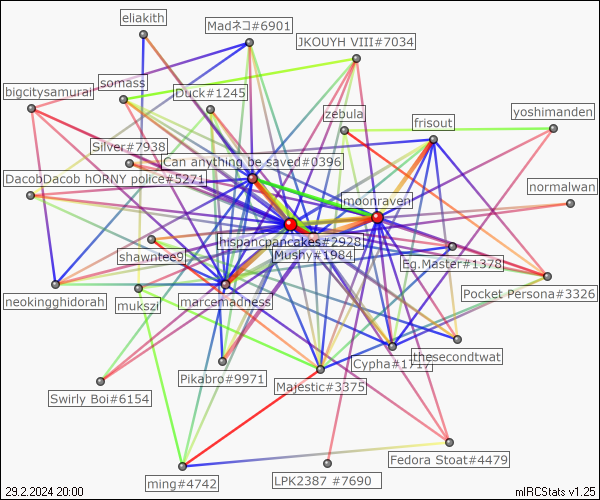 eliakith
Madネコ#6901
JKOUYH VIII#7034
somass
bigcitysamurai
Duck#1245
zebula
yoshimanden
frisout
Silver#7938
Can anything be saved#0396
DacobDacob hORNY police#5271
normalwan
moonraven
hispancpancakes#2928
Mushy#1984
shawntee9
Eg.Master#1378
Pocket Persona#3326
neokingghidorah
mukszi
marcemadness
Cypha#1717
thesecondtwat
Pikabro#9971
Majestic#3375
Swirly Boi#6154
Fedora Stoat#4479
ming#4742
LPK2387 #7690
29.2.2024 20:00
mIRCStats v1.25